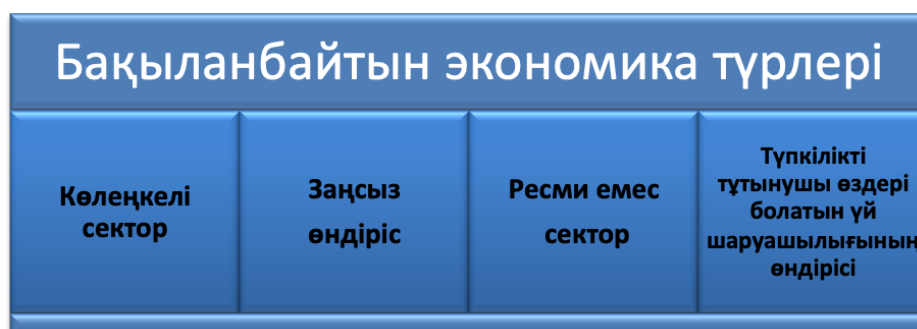 Бақыланбайтын экономика түрлері
Көлеңкелі
сектор
Заңсыз
өндіріс
Ресми емес
сектор
Түпкілікті
тұтынушы өздері
болатын үй
шаруашылығының
өндірісі